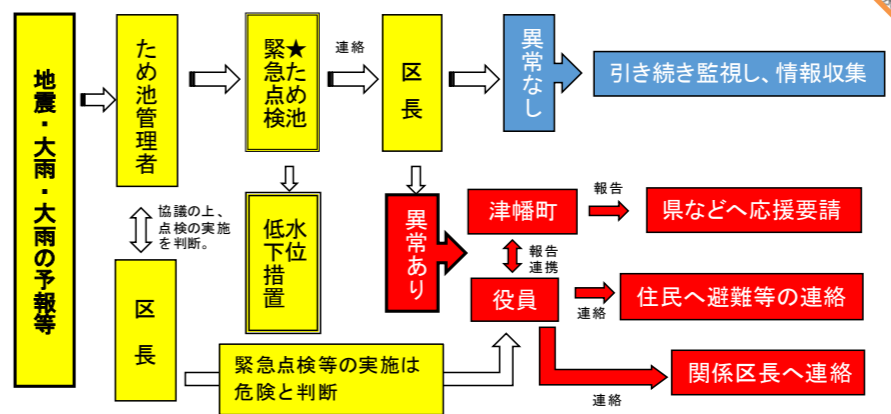 地震・大雨・大雨の予報等
ため池管理者
★ため池
緊急点検
連絡
区長
異常なし
引き続き監視し、情報収集
協議の上、
点検の実施
を判断。
水位
低下措置
異常あり
津幡町
報告
県などへ応援要請
報告
連携
役員
連絡
住民へ避難等の連絡
区長
緊急点検等の実施は
危険と判断
連絡
関係区長へ連絡